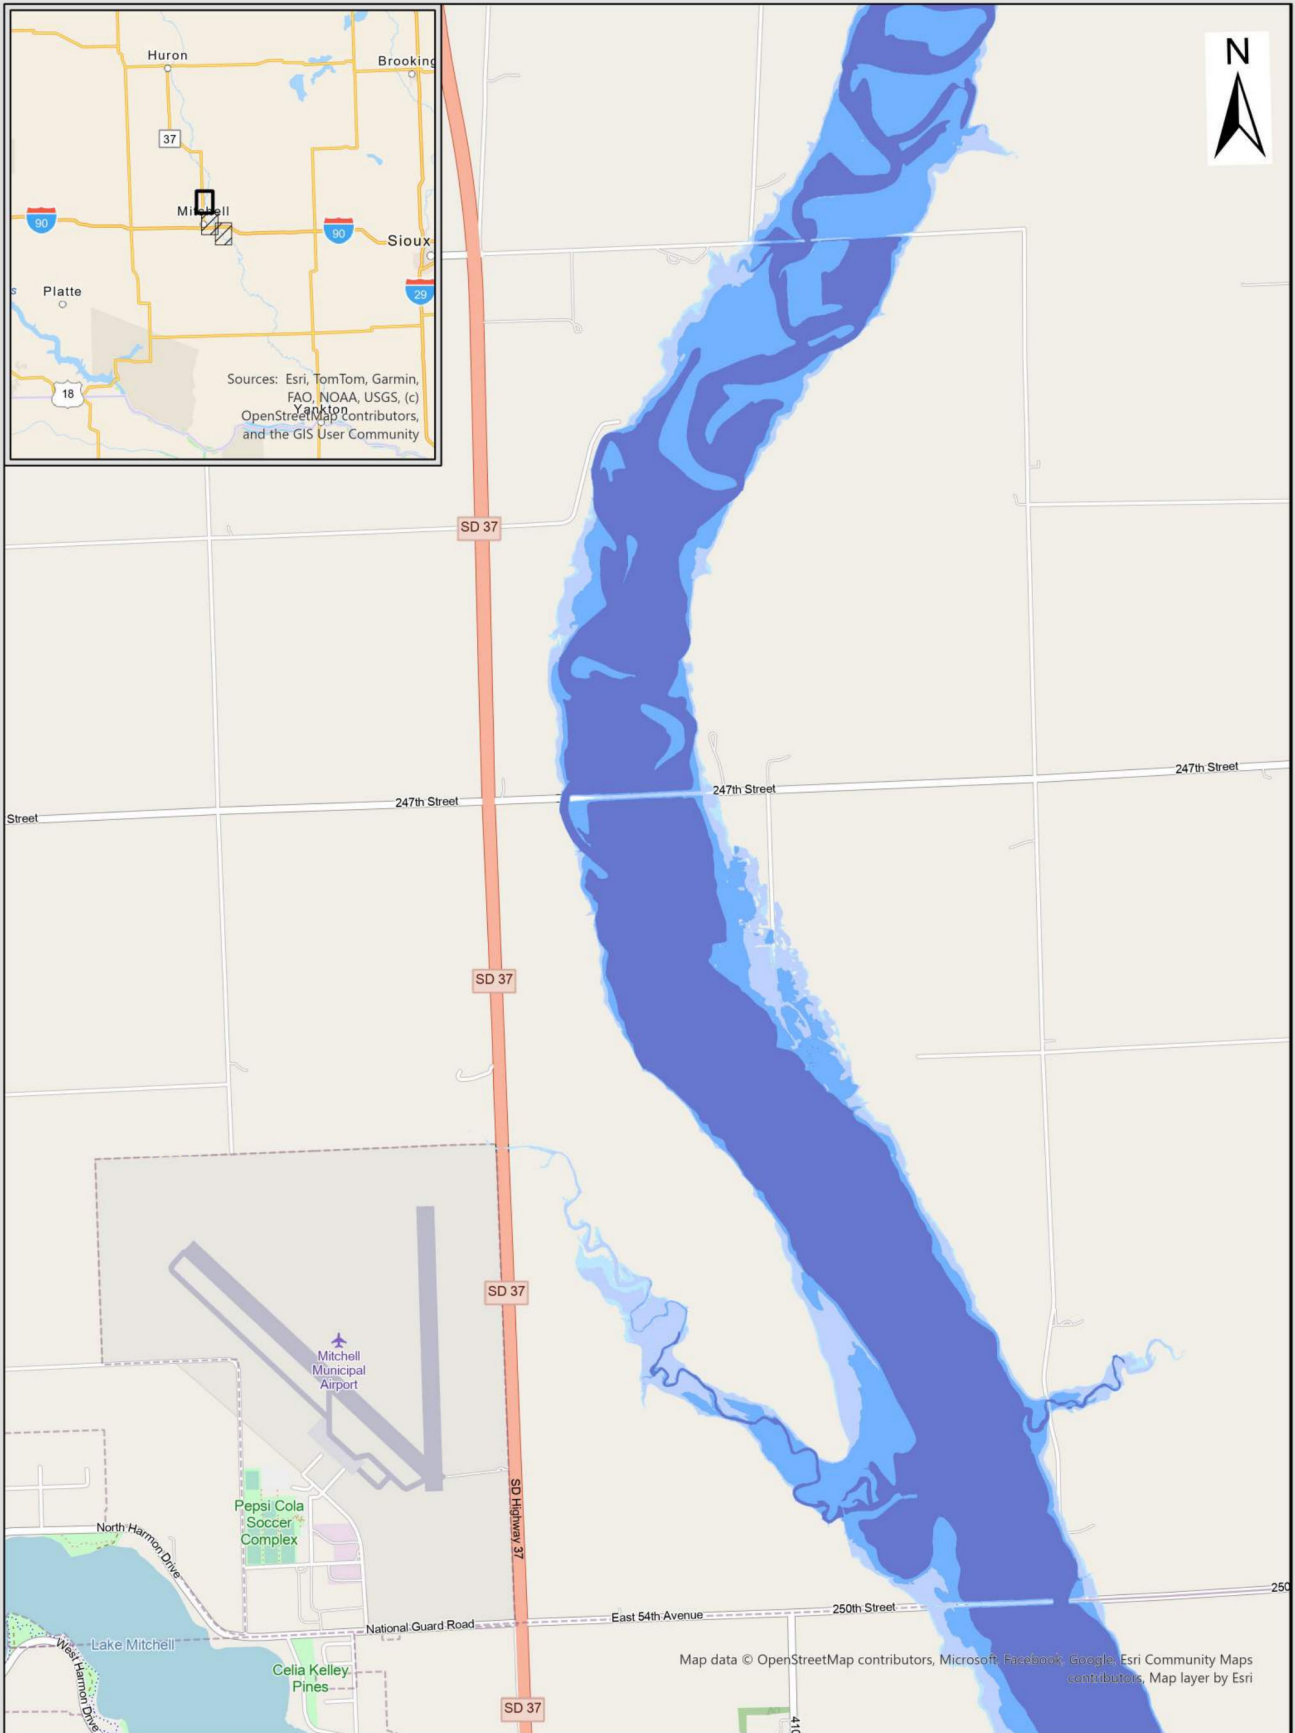 Huron
Brooking
37
Mitchell
90
90
Sioux
29
Platte
s
18
Yankton
Sources: Esri, TomTom, Garmin,
FAO, NOAA, USGS, (c)
OpenStreetMap contributors,
and the GIS User Community
N
SD 37
247th Street
247th Street
247th Street
Street
SD 37
SD 37
Mitchell
Municipal
Airport
SD Highway 37
Pepsi Cola
Soccer
Complex
North Harmon Drive
250
250th Street
East 54th Avenue
National Guard Road
Lake Mitchell
West Harmon Drive
Celia Kelley
Pines
Map data © OpenStreetMap contributors, Microsoft, Facebook, Google, Esri Community Maps
contributors, Map layer by Esri
SD 37
410